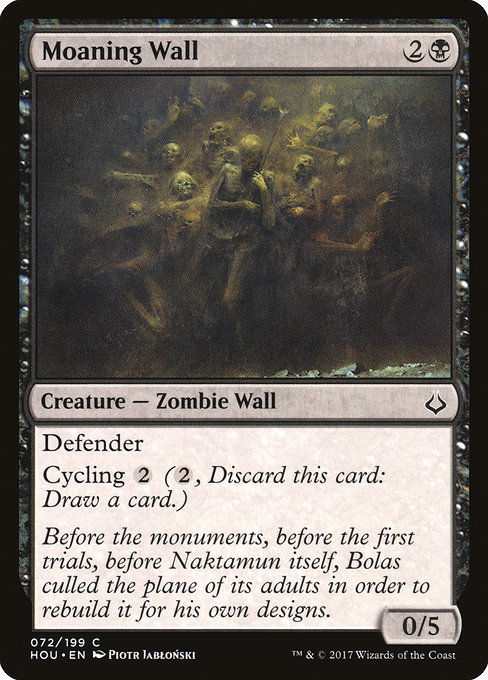 Moaning Wall 2
Creature — Zombie Wall
Defender
Cycling 2 (2, Discard this card:
Draw a card.)
Before the monuments, before the first
trials, before Naktamun itself, Bolas
culled the plane of its adults in order to
rebuild it for his own designs.
0/5
072/199 C
HOU • EN Piotr Jabłoński
™ & © 2017 Wizards of the Coast